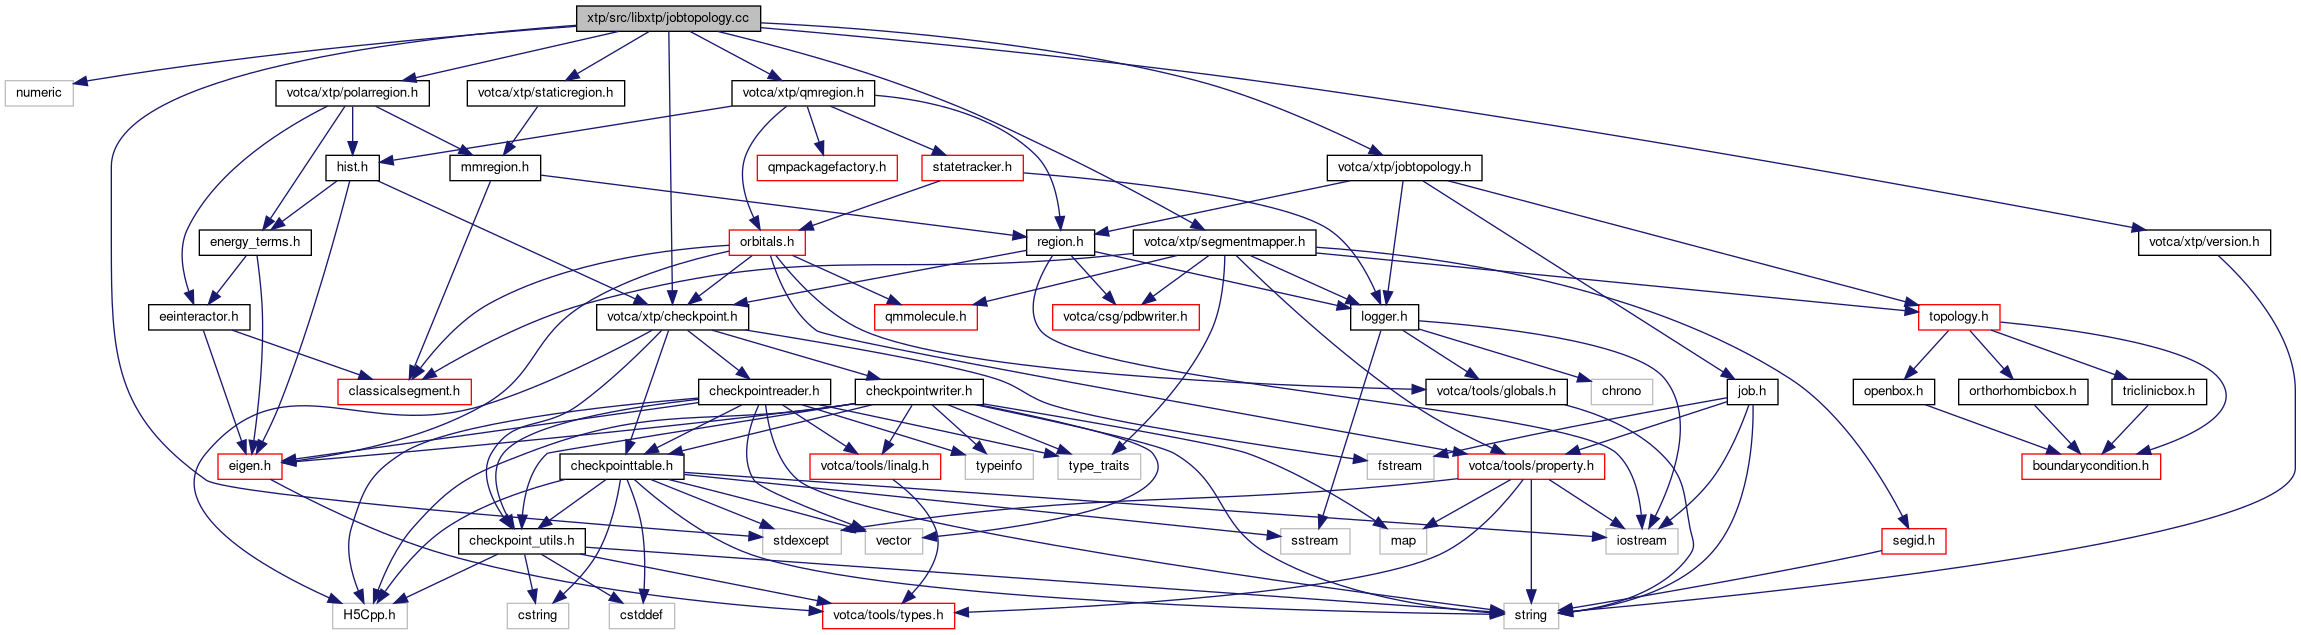 xtp/src/libxtp/jobtopology.cc
numeric
votca/xtp/polarregion.h
votca/xtp/staticregion.h
votca/xtp/qmregion.h
hist.h
mmregion.h
qmpackagefactory.h
statetracker.h
votca/xtp/jobtopology.h
energy_terms.h
orbitals.h
region.h
votca/xtp/segmentmapper.h
votca/xtp/version.h
eeinteractor.h
votca/xtp/checkpoint.h
qmmolecule.h
votca/csg/pdbwriter.h
logger.h
topology.h
classicalsegment.h
checkpointreader.h
checkpointwriter.h
votca/tools/globals.h
chrono
job.h
openbox.h
orthorhombicbox.h
triclinicbox.h
eigen.h
checkpointtable.h
votca/tools/linalg.h
typeinfo
type_traits
fstream
votca/tools/property.h
boundarycondition.h
checkpoint_utils.h
stdexcept
vector
sstream
map
iostream
segid.h
H5Cpp.h
cstring
cstddef
votca/tools/types.h
string